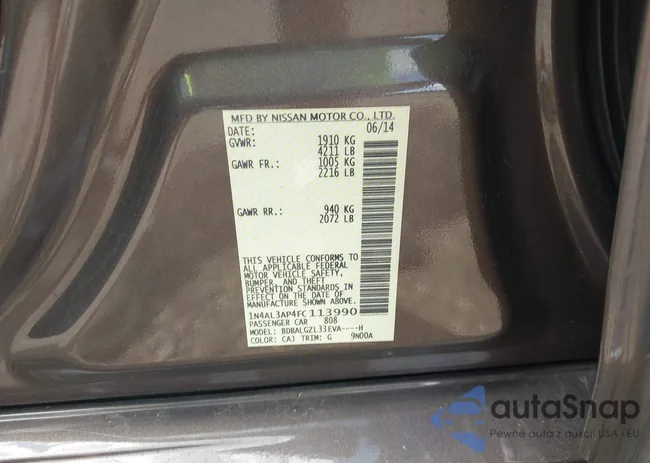 MFD BY NISSAN MOTOR CO., LTD.
DATE: 06/14
GVWR: 1910 KG
4211 LB
GAWR FR.: 1005 KG
2216 LB
GAWR RR.: 940 KG
2072 LB
THIS VEHICLE CONFORMS TO
ALL APPLICABLE FEDERAL
MOTOR VEHICLE SAFETY,
BUMPER, AND THEFT
PREVENTION STANDARDS
IN EFFECT ON THE DATE OF
MANUFACTURE SHOWN ABOVE.
1N4AL3AP4FC113990
PASSENGER CAR 808
MODEL: BDBALGZL33EVA----H
COLOR: CAJ TRIM: G 9N00A
autaSnap
Pewne auta z aukcji USA - EU